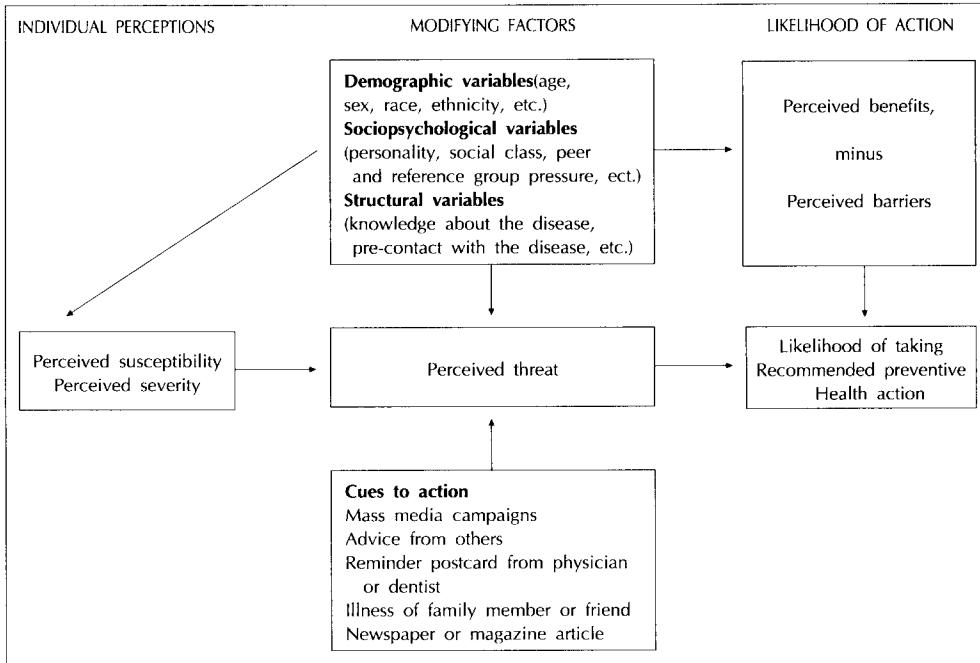 INDIVIDUAL PERCEPTIONS
MODIFYING FACTORS
LIKELIHOOD OF ACTION
Demographic variables(age,
sex, race, ethnicity, etc.)
Sociopsychological variables
(personality, social class, peer
and reference group pressure, ect.)
Structural variables
(knowledge about the disease,
pre-contact with the disease, etc.)
Perceived benefits,
minus
Perceived barriers
Perceived susceptibility
Perceived severity
Perceived threat
Likelihood of taking
Recommended preventive
Health action
Cues to action
Mass media campaigns
Advice from others
Reminder postcard from physician
or dentist
Illness of family member or friend
Newspaper or magazine article